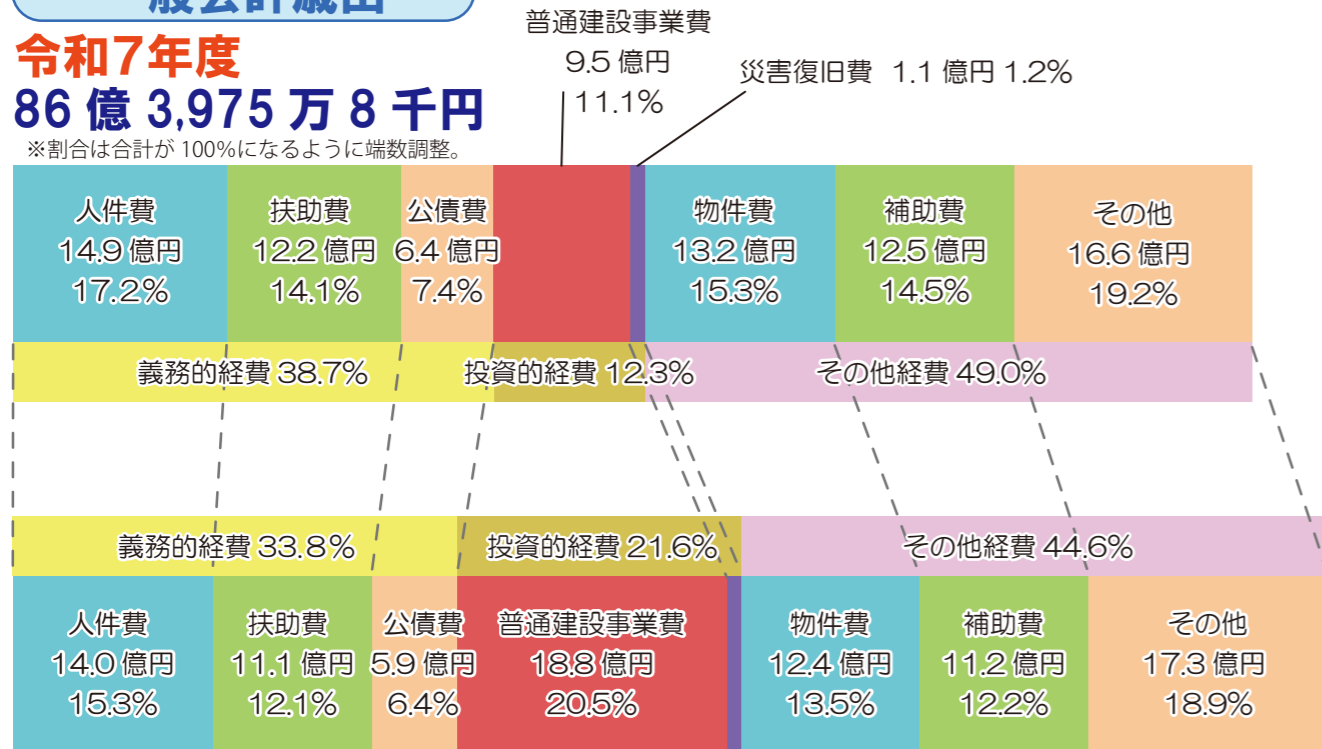 般会計歳出
令和7年度
86 億 3,975 万 8 千円
※割合は合計が 100%になるように端数調整。
普通建設事業費
9.5 億円
11.1%
災害復旧費 1.1 億円 1.2%
人件費
14.9 億円
17.2%
扶助費
12.2 億円
14.1%
公債費
6.4 億円
7.4%
物件費
13.2 億円
15.3%
補助費
12.5 億円
14.5%
その他
16.6 億円
19.2%
義務的経費 38.7%
投資的経費 12.3%
その他経費 49.0%
義務的経費 33.8%
投資的経費 21.6%
その他経費 44.6%
人件費
14.0 億円
15.3%
扶助費
11.1 億円
12.1%
公債費
5.9 億円
6.4%
普通建設事業費
18.8 億円
20.5%
物件費
12.4 億円
13.5%
補助費
11.2 億円
12.2%
その他
17.3 億円
18.9%